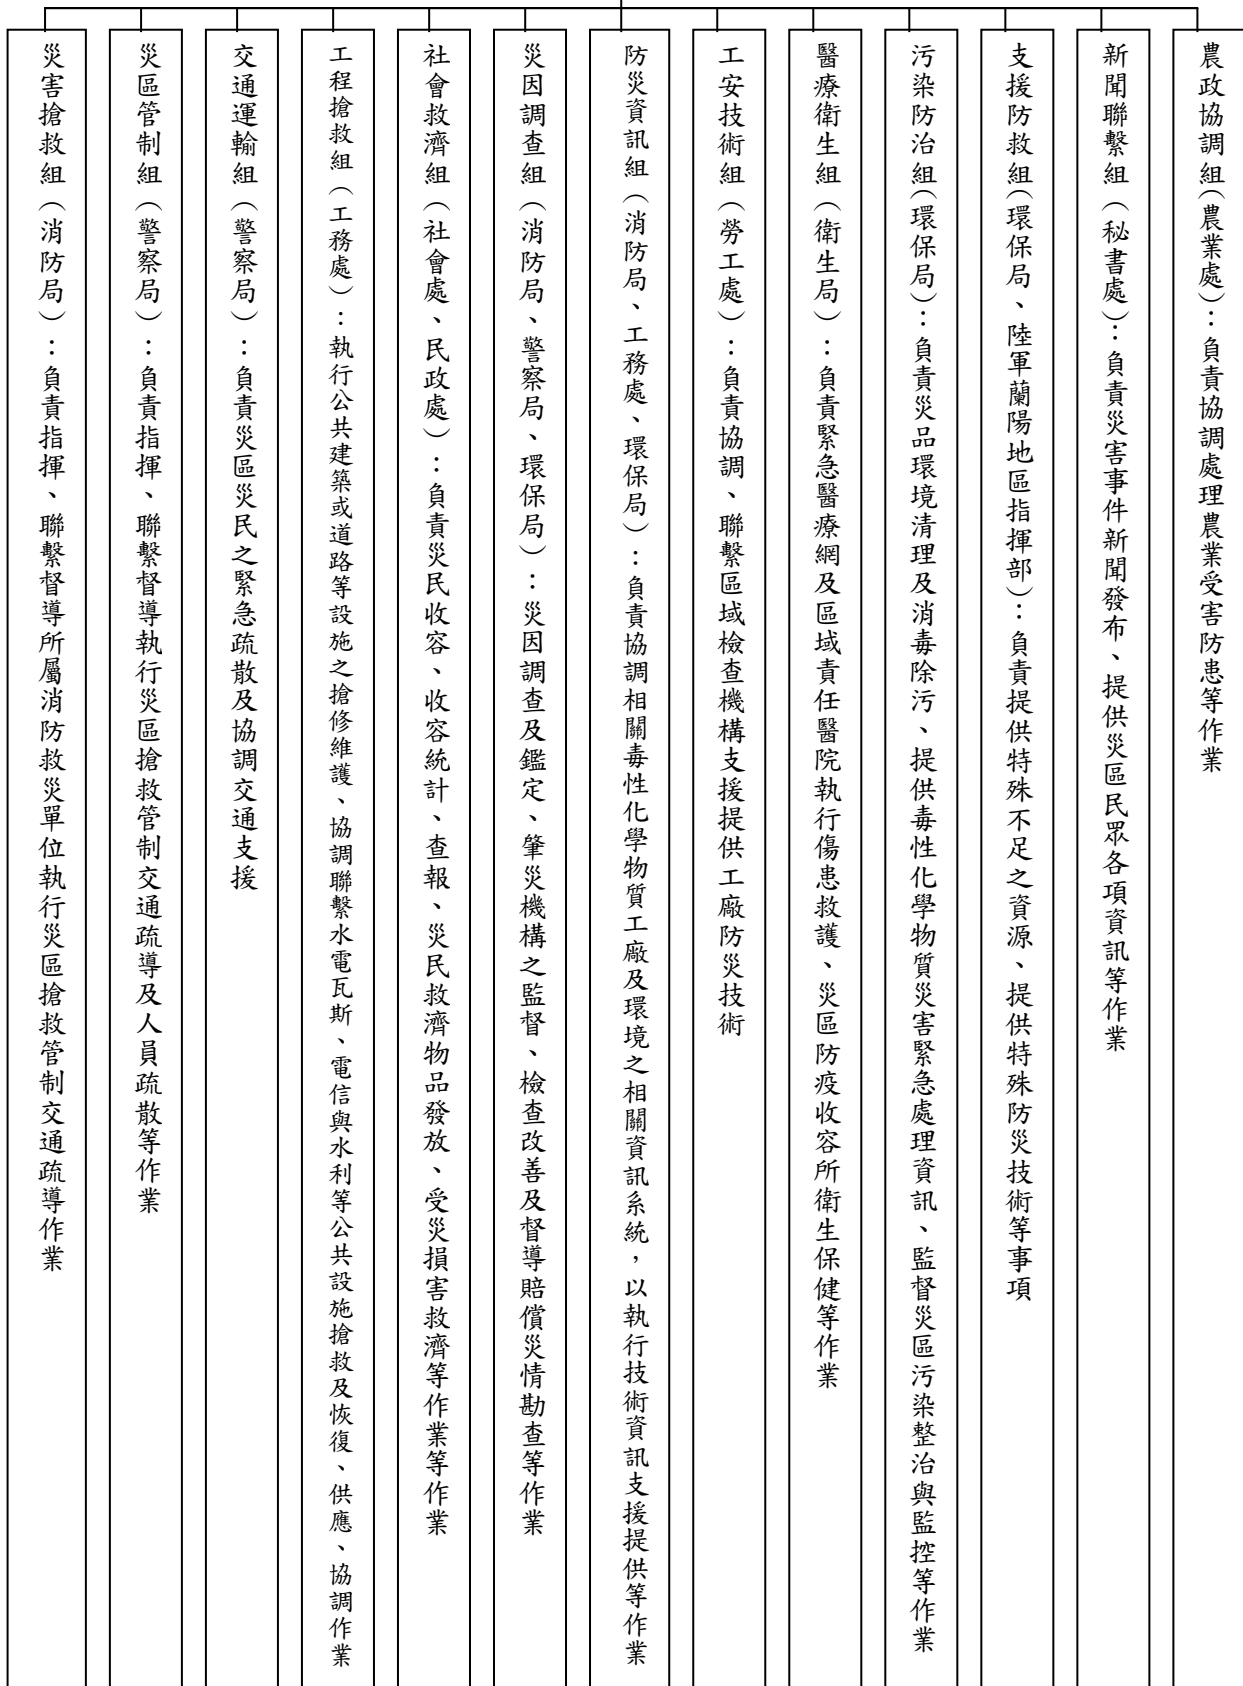 災害搶救組（消防局）：負責指揮、聯繫督導所屬消防救災單位執行災區搶救管制交通疏導作業
災區管制組（警察局）：負責指揮、聯繫督導執行災區搶救管制交通疏導及人員疏散等作業
交通運輸組（警察局）：負責災區災民之緊急疏散及協調交通支援
工程搶救組（工務處）：執行公共建築或道路等設施之搶修維護、協調聯繫水電瓦斯、電信與水利等公共設施搶救及恢復、供應、協調作業
社會救濟組（社會處、民政處）：負責災民收容、收容統計、查報、災民救濟物品發放、受災損害救濟等作業等作業
災因調查組（消防局、警察局、環保局）：災因調查及鑑定、肇災機構之監督、檢查改善及督導賠償災情勘查等作業
防災資訊組（消防局、工務處、環保局）：負責協調相關毒性化學物質工廠及環境之相關資訊系統，以執行技術資訊支援提供等作業
工安技術組（勞工處）：負責協調、聯繫區域檢查機構支援提供工廠防災技術
醫療衛生組（衛生局）：負責緊急醫療網及區域責任醫院執行傷患救護、災區防疫收容所衛生保健等作業
污染防治組（環保局）：負責災品環境清理及消毒除污、提供毒性化學物質災害緊急處理資訊、監督災區污染整治與監控等作業
支援防救組（環保局、陸軍蘭陽地區指揮部）：負責提供特殊不足之資源、提供特殊防災技術等事項
新聞聯繫組（秘書處）：負責災害事件新聞發布、提供災區民眾各項資訊等作業
農政協調組（農業處）：負責協調處理農業受害防患等作業